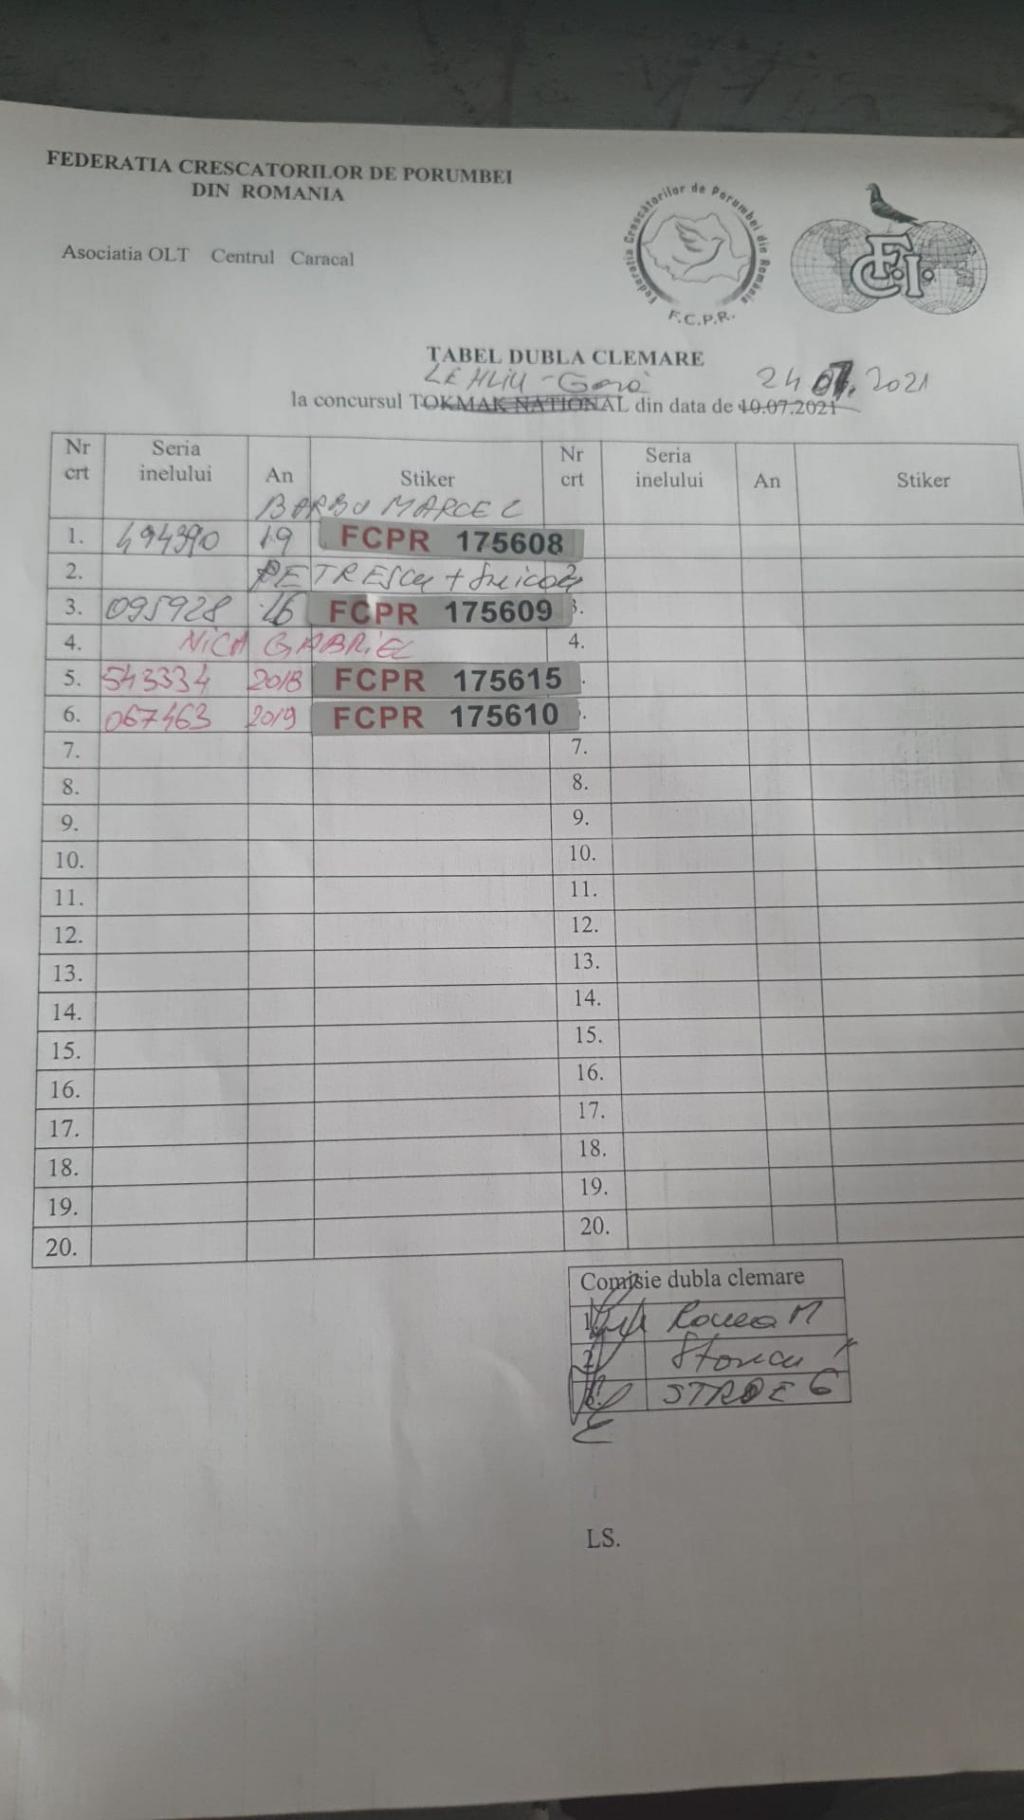 FEDERATIA CRESCATORILOR DE PORUMBEI
DIN ROMANIA
Asociatia OLT Centrul Caracal
Federatia Crescătorilor de Porumbei din România
F.C.P.R.
F.C.I.
TABEL DUBLA CLEMARE
LEHLIU - Gară 24.07.2021
la concursul TOKMAK NATIONAL din data de 10.07.2021
Nr crt Seria inelului An Stiker Nr crt Seria inelului An Stiker
BARBU MARCEL
1. 494390 19 FCPR 175608
2. PETRESCU +
3. 095928 16 FCPR 175609 3.
4. NICA GABRIEL 4.
5. 543334 2018 FCPR 175615
6. 067463 2019 FCPR 175610
7. 7.
8. 8.
9. 9.
10. 10.
11. 11.
12. 12.
13. 13.
14. 14.
15. 15.
16. 16.
17. 17.
18. 18.
19. 19.
20. 20.
Comisie dubla clemare
1.
2.
3. STROE G
LS.